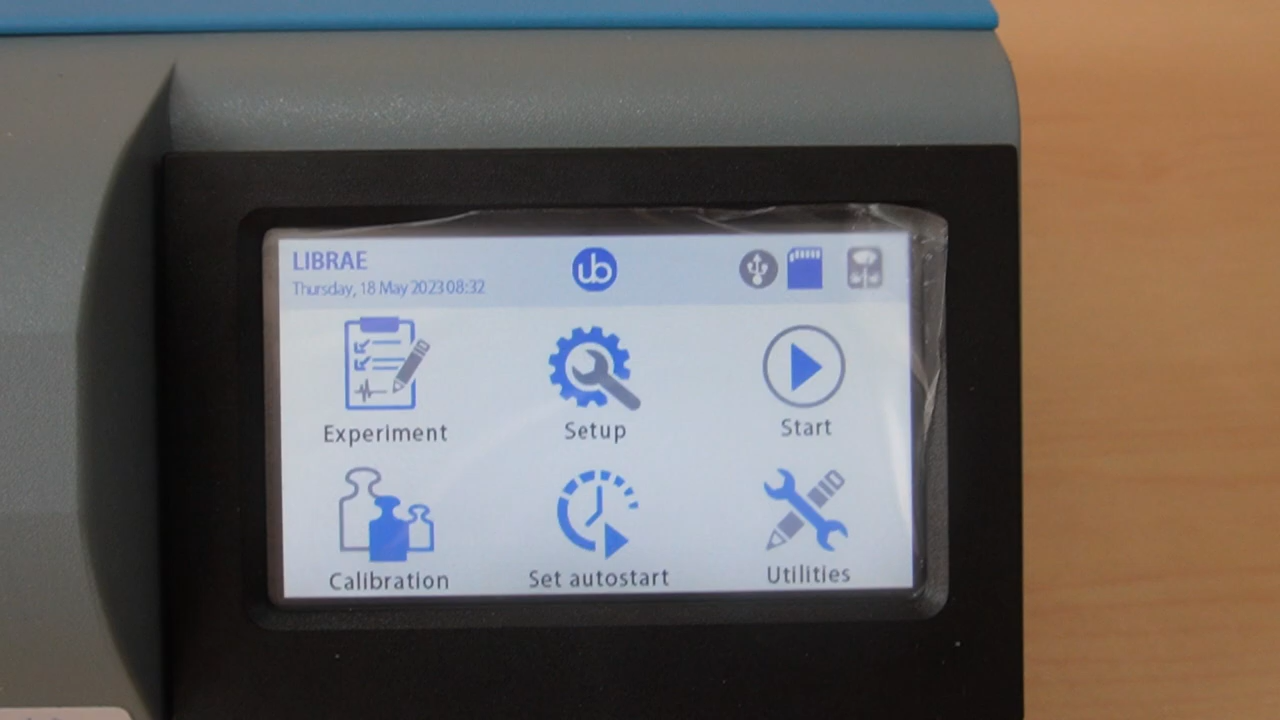 LIBRAE
ub
Thursday, 18 May 2023 08:32
Experiment
Setup
Start
Calibration
Set autostart
Utilities